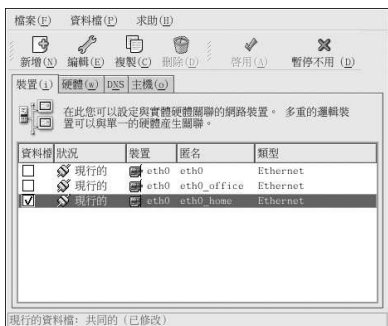 檔案(F) 資料檔(P) 求助(H)
新增(N) 編輯(E) 複製(C) 刪除(D) 啓用(A) 暫停不用 (D)
裝置(i) 硬體(w) DNS 主機(o)
在此您可以設定與實體硬體關聯的網路裝置。 多重的邏輯裝
置可以與單一的硬體產生關聯。
資料檔 狀況 裝置 匿名 類型
現行的 eth0 eth0 Ethernet
現行的 eth0 eth0_office Ethernet
現行的 eth0 eth0_home Ethernet
現行的資料檔: 共同的 (已修改)